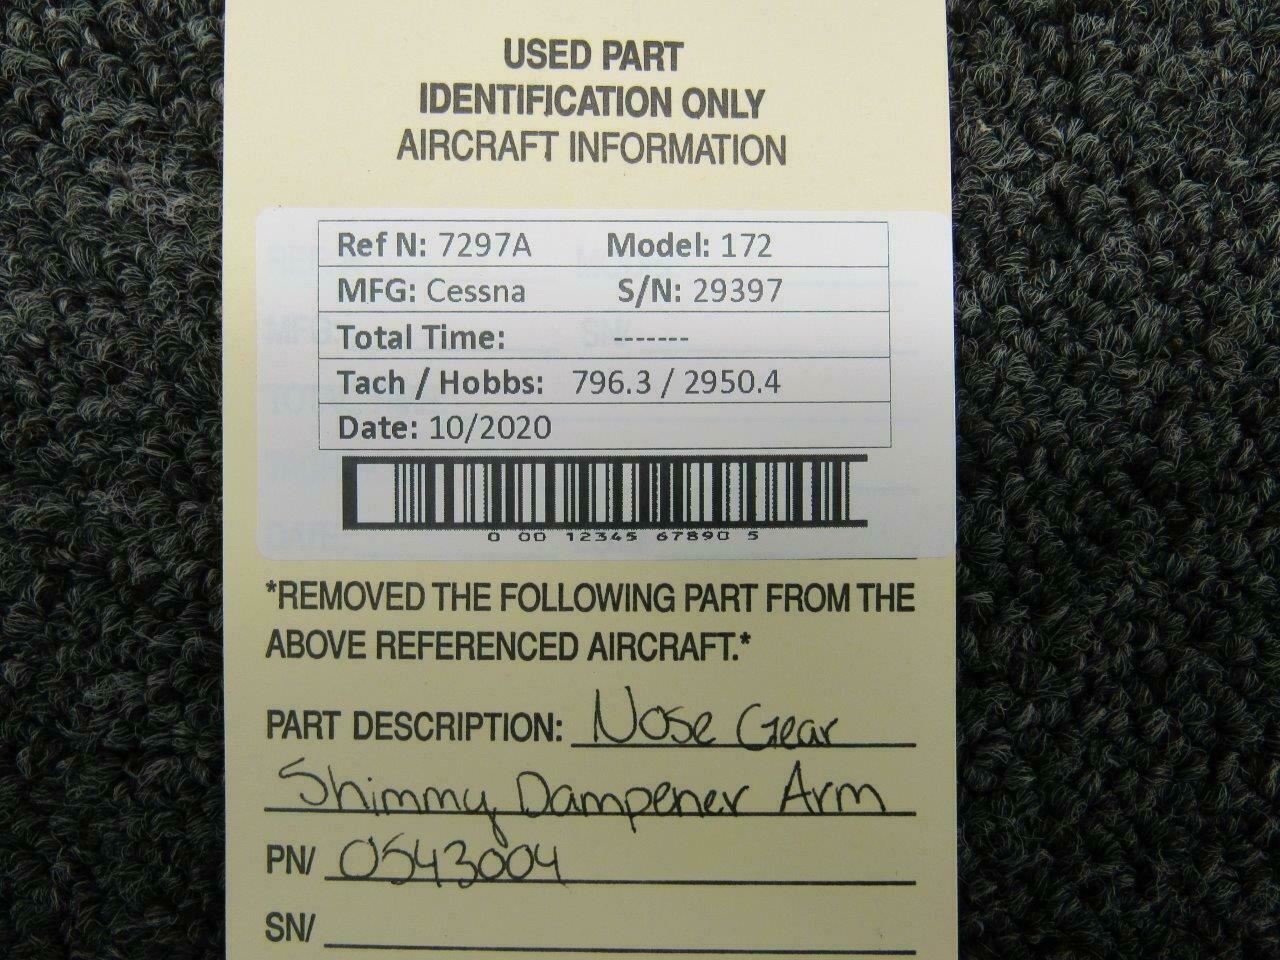 USED PART
IDENTIFICATION ONLY
AIRCRAFT INFORMATION
Ref N: 7297A Model: 172
MFG: Cessna S/N: 29397
Total Time: -------
Tach / Hobbs: 796.3 / 2950.4
Date: 10/2020
0 00 12345 67890 5
*REMOVED THE FOLLOWING PART FROM THE
ABOVE REFERENCED AIRCRAFT.*
PART DESCRIPTION: Nose Gear
Shimmy Dampener Arm
PN/ 0543004
SN/